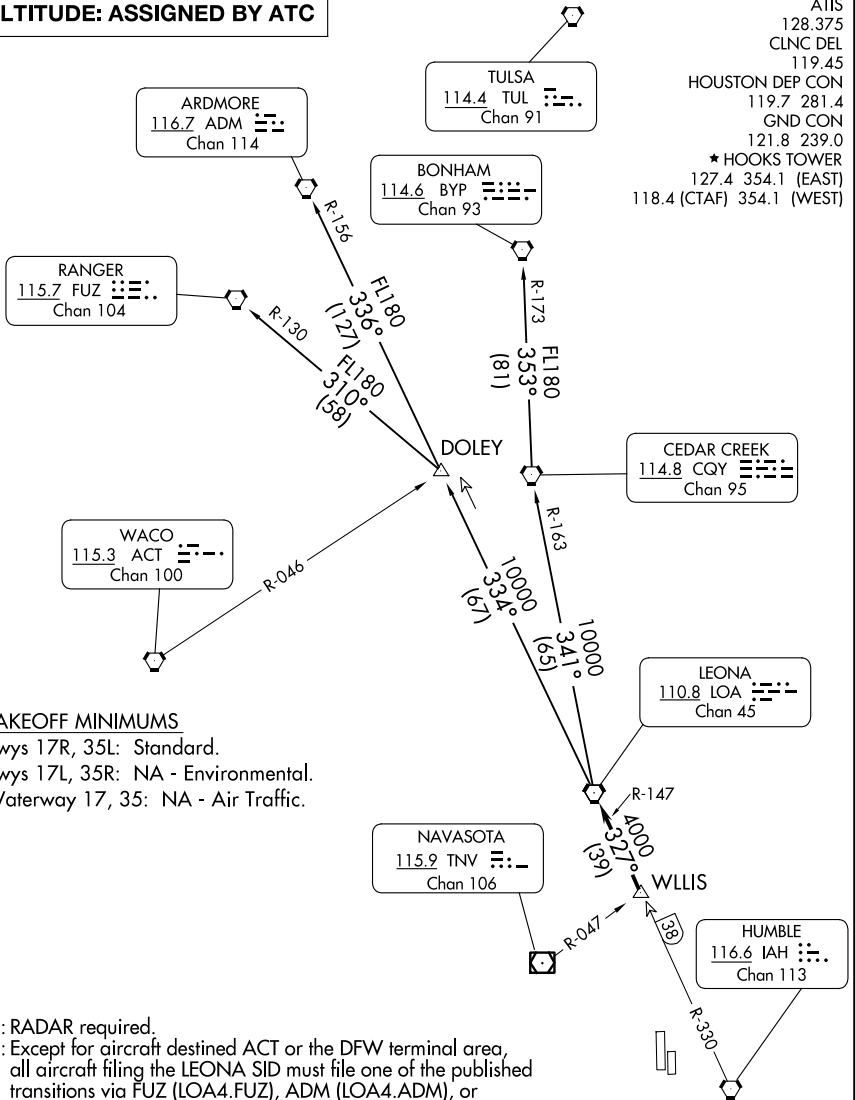 LTITUDE: ASSIGNED BY ATC
ATIS
128.375
CLNC DEL
119.45
HOUSTON DEP CON
119.7 281.4
GND CON
121.8 239.0
★ HOOKS TOWER
127.4 354.1 (EAST)
118.4 (CTAF) 354.1 (WEST)
TULSA
114.4 TUL
Chan 91
ARDMORE
116.7 ADM
Chan 114
BONHAM
114.6 BYP
Chan 93
RANGER
115.7 FUZ
Chan 104
R-156
R-130
R-173
FL180
336°
(127)
FL180
310°
(58)
FL180
353°
(81)
DOLEY
CEDAR CREEK
114.8 CQY
Chan 95
WACO
115.3 ACT
Chan 100
R-046
R-163
10000
334°
(67)
10000
341°
(65)
LEONA
110.8 LOA
Chan 45
AKEOFF MINIMUMS
wys 17R, 35L: Standard.
wys 17L, 35R: NA - Environmental.
Waterway 17, 35: NA - Air Traffic.
R-147
4000
327°
(39)
NAVASOTA
115.9 TNV
Chan 106
WLLIS
R-047
38
HUMBLE
116.6 IAH
Chan 113
R-330
: RADAR required.
: Except for aircraft destined ACT or the DFW terminal area,
all aircraft filing the LEONA SID must file one of the published
transitions via FUZ (LOA4.FUZ), ADM (LOA4.ADM), or